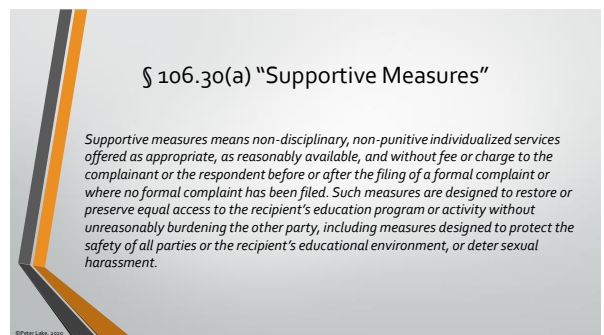 § 106.30(a) “Supportive Measures”
Supportive measures means non-disciplinary, non-punitive individualized services
offered as appropriate, as reasonably available, and without fee or charge to the
complainant or the respondent before or after the filing of a formal complaint or
where no formal complaint has been filed. Such measures are designed to restore or
preserve equal access to the recipient’s education program or activity without
unreasonably burdening the other party, including measures designed to protect the
safety of all parties or the recipient’s educational environment, or deter sexual
harassment.
©Peter Lake, 2020